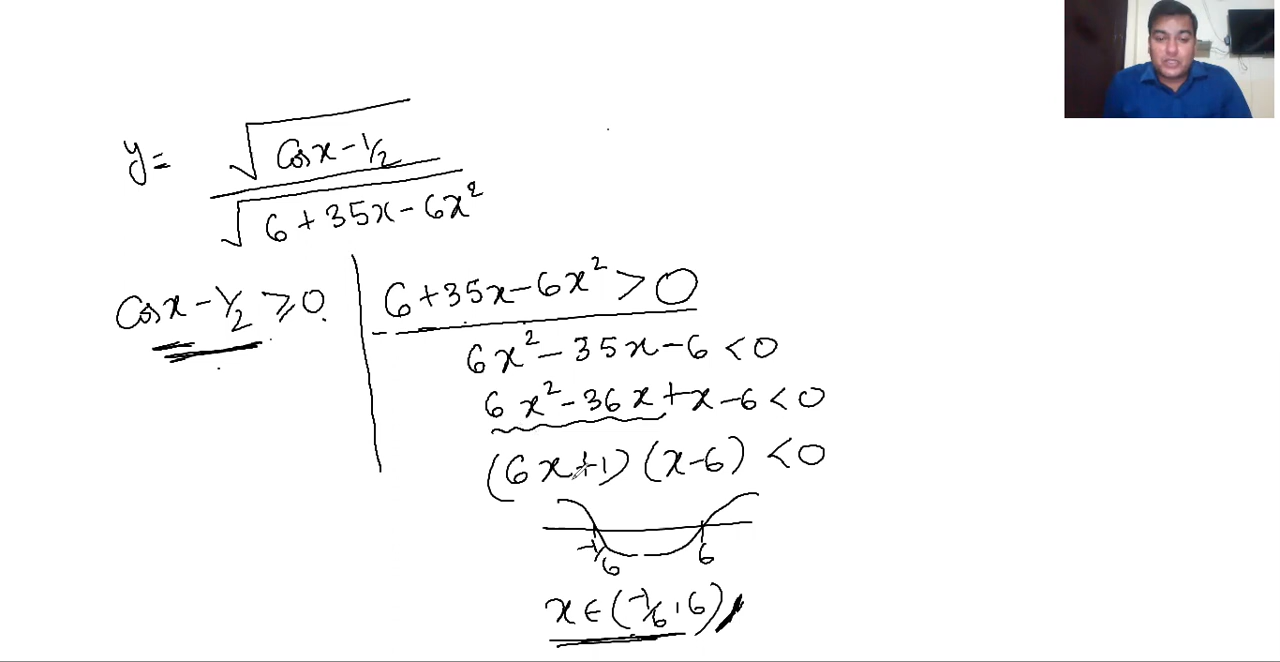 y = √(cos x - 1/2)
√(6 + 35x - 6x²)
cos x - 1/2 ≥ 0
6 + 35x - 6x² > 0
6x² - 35x - 6 < 0
6x² - 36x + x - 6 < 0
(6x + 1) (x - 6) < 0
-1/6 6
x ∈ (-1/6, 6)